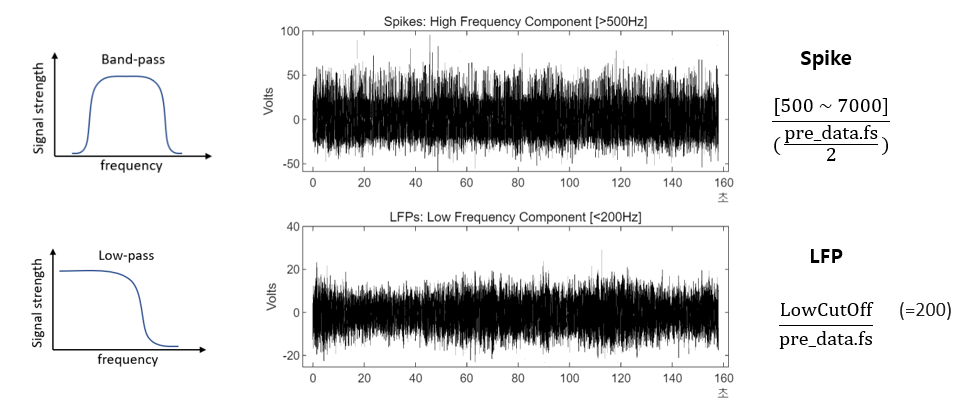 Band-pass
Signal strength
frequency
Spikes: High Frequency Component [>500Hz]
Volts
100
50
0
-50
0 20 40 60 80 100 120 140 160
초
Spike
[500 ~ 7000]
(pre_data.fs
2)
Low-pass
Signal strength
frequency
LFPs: Low Frequency Component [<200Hz]
Volts
40
20
0
-20
0 20 40 60 80 100 120 140 160
초
LFP
LowCutOff (=200)
pre_data.fs